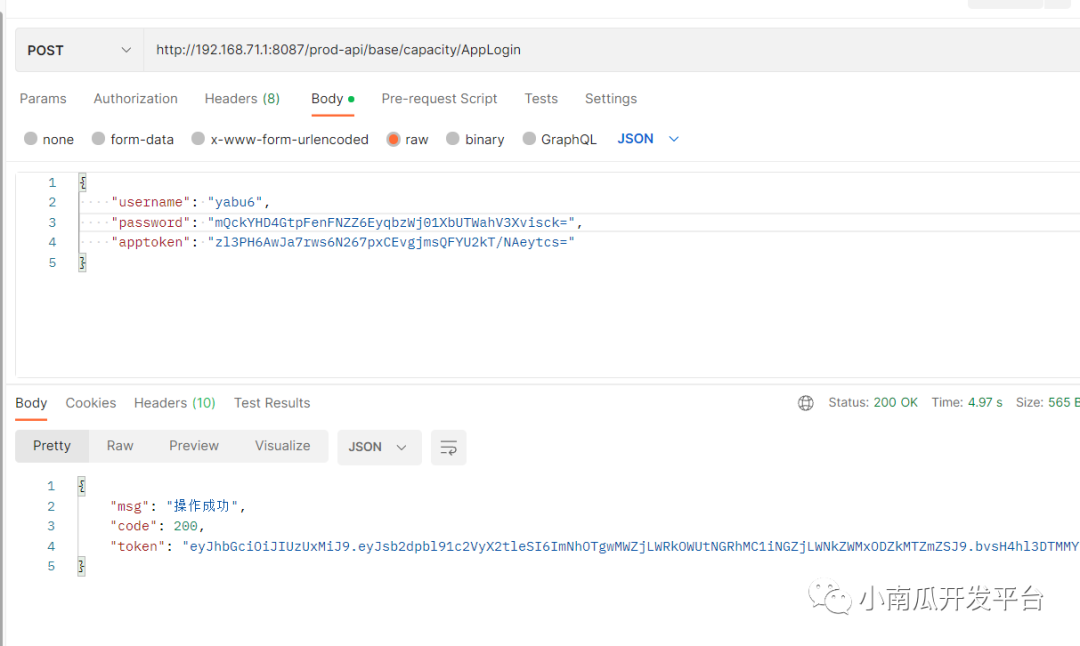 POST http://192.168.71.1:8087/prod-api/base/capacity/AppLogin
Params Authorization Headers (8) Body Pre-request Script Tests Settings
none form-data x-www-form-urlencoded raw binary GraphQL JSON
1 {
2 "username": "yabu6",
3 "password": "mQckYHD4GtpFenFNZZ6EyqbzWj01XbUTWahV3Xvisck=",
4 "apptoken": "zl3PH6AwJa7rws6N267pxCEvgjmsQFYU2kT/NAeytcs="
5 }
Body Cookies Headers (10) Test Results Status: 200 OK Time: 4.97 s Size: 565 B
Pretty Raw Preview Visualize JSON
1 {
2 "msg": "操作成功",
3 "code": 200,
4 "token": "eyJhbGciOiJIUzUxMiJ9.eyJsb2dpbl91c2VyX2tleSI6ImNhOTgwMWZjLWRkOWUtNGRhMC1iNGZjLWNkZWMxODZkMTZmZSJ9.bvsH4hl3DTMMY
5 }
小南瓜开发平台